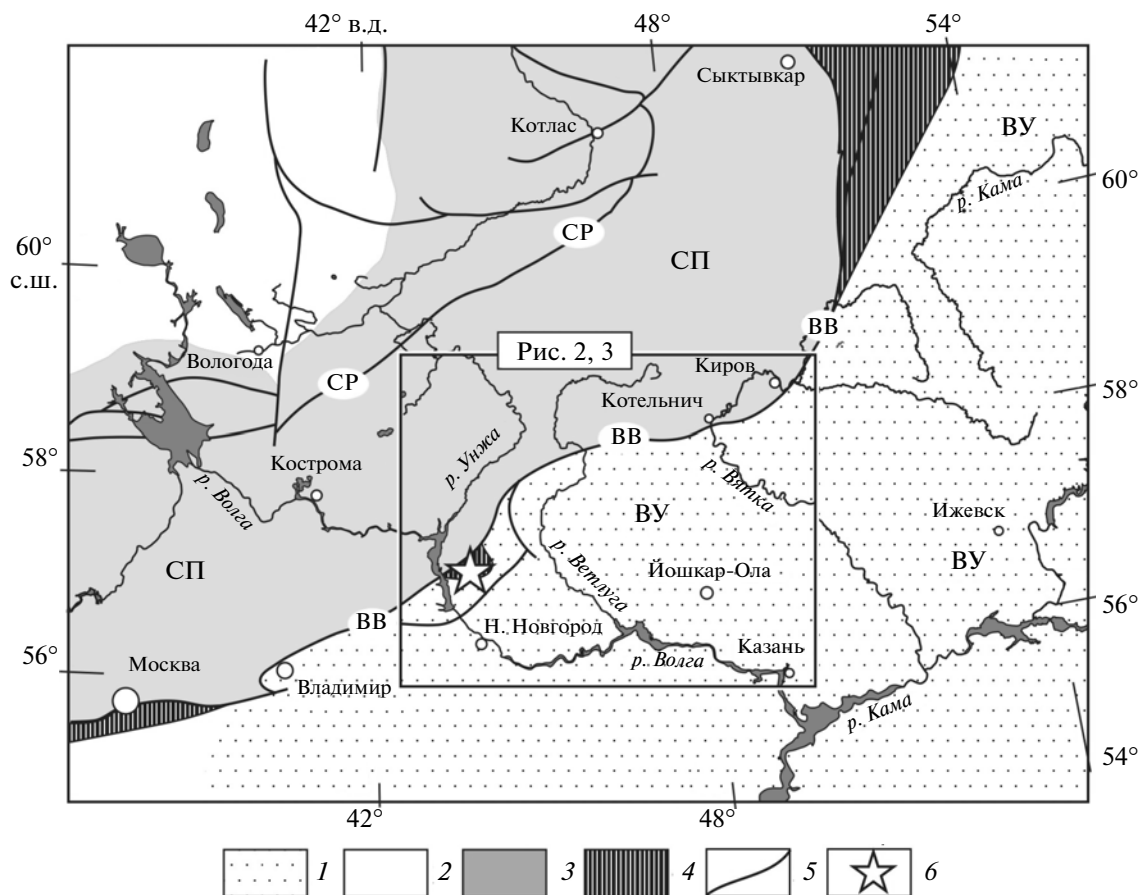 42° в.д.
48°
54°
Сыктывкар
Котлас
ВУ
р. Кама
60°
60°
с.ш.
СР
СП
ВВ
Рис. 2, 3
Вологода
СР
Киров
Котельнич
58°
ВВ
58°
Кострома
р. Унжа
р. Волга
р. Вятка
ВУ
Ижевск
СП
ВУ
р. Ветлуга
Йошкар-Ола
56°
ВВ
Н. Новгород
56°
Москва
Владимир
р. Волга
Казань
р. Кама
54°
42°
48°
1
2
3
4
5
6